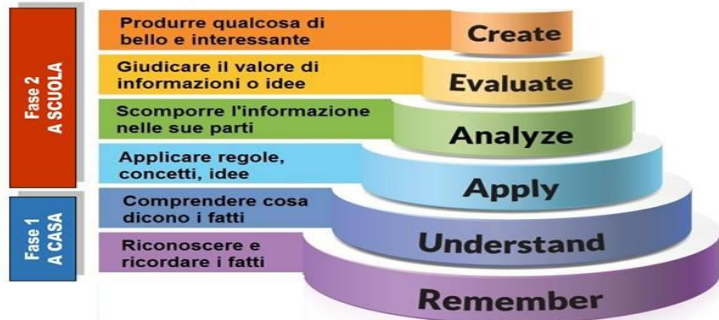 Fase 2
A SCUOLA
Produrre qualcosa di
bello e interessante
Create
Giudicare il valore di
informazioni o idee
Evaluate
Scomporre l'informazione
nelle sue parti
Analyze
Applicare regole,
concetti, idee
Apply
Fase 1
A CASA
Comprendere cosa
dicono i fatti
Understand
Riconoscere e
ricordare i fatti
Remember